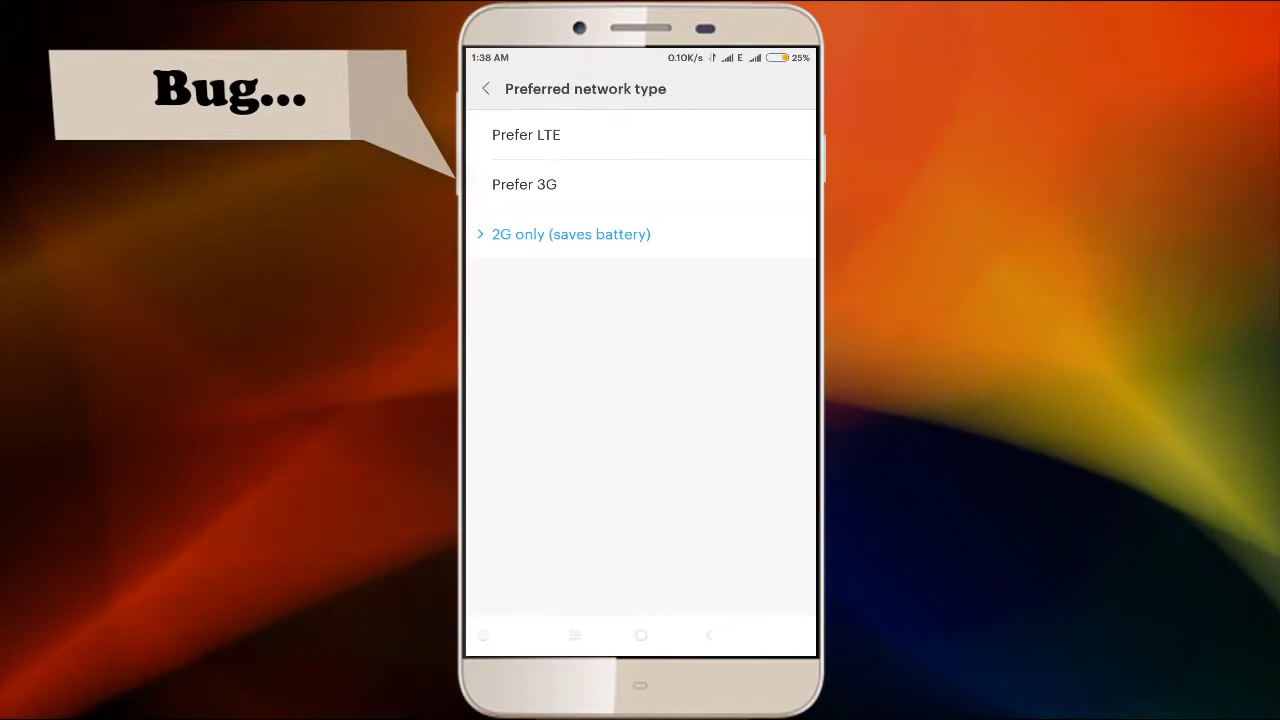 Bug...
1:38 AM 0.10K/s E 25%
Preferred network type
Prefer LTE
Prefer 3G
2G only (saves battery)